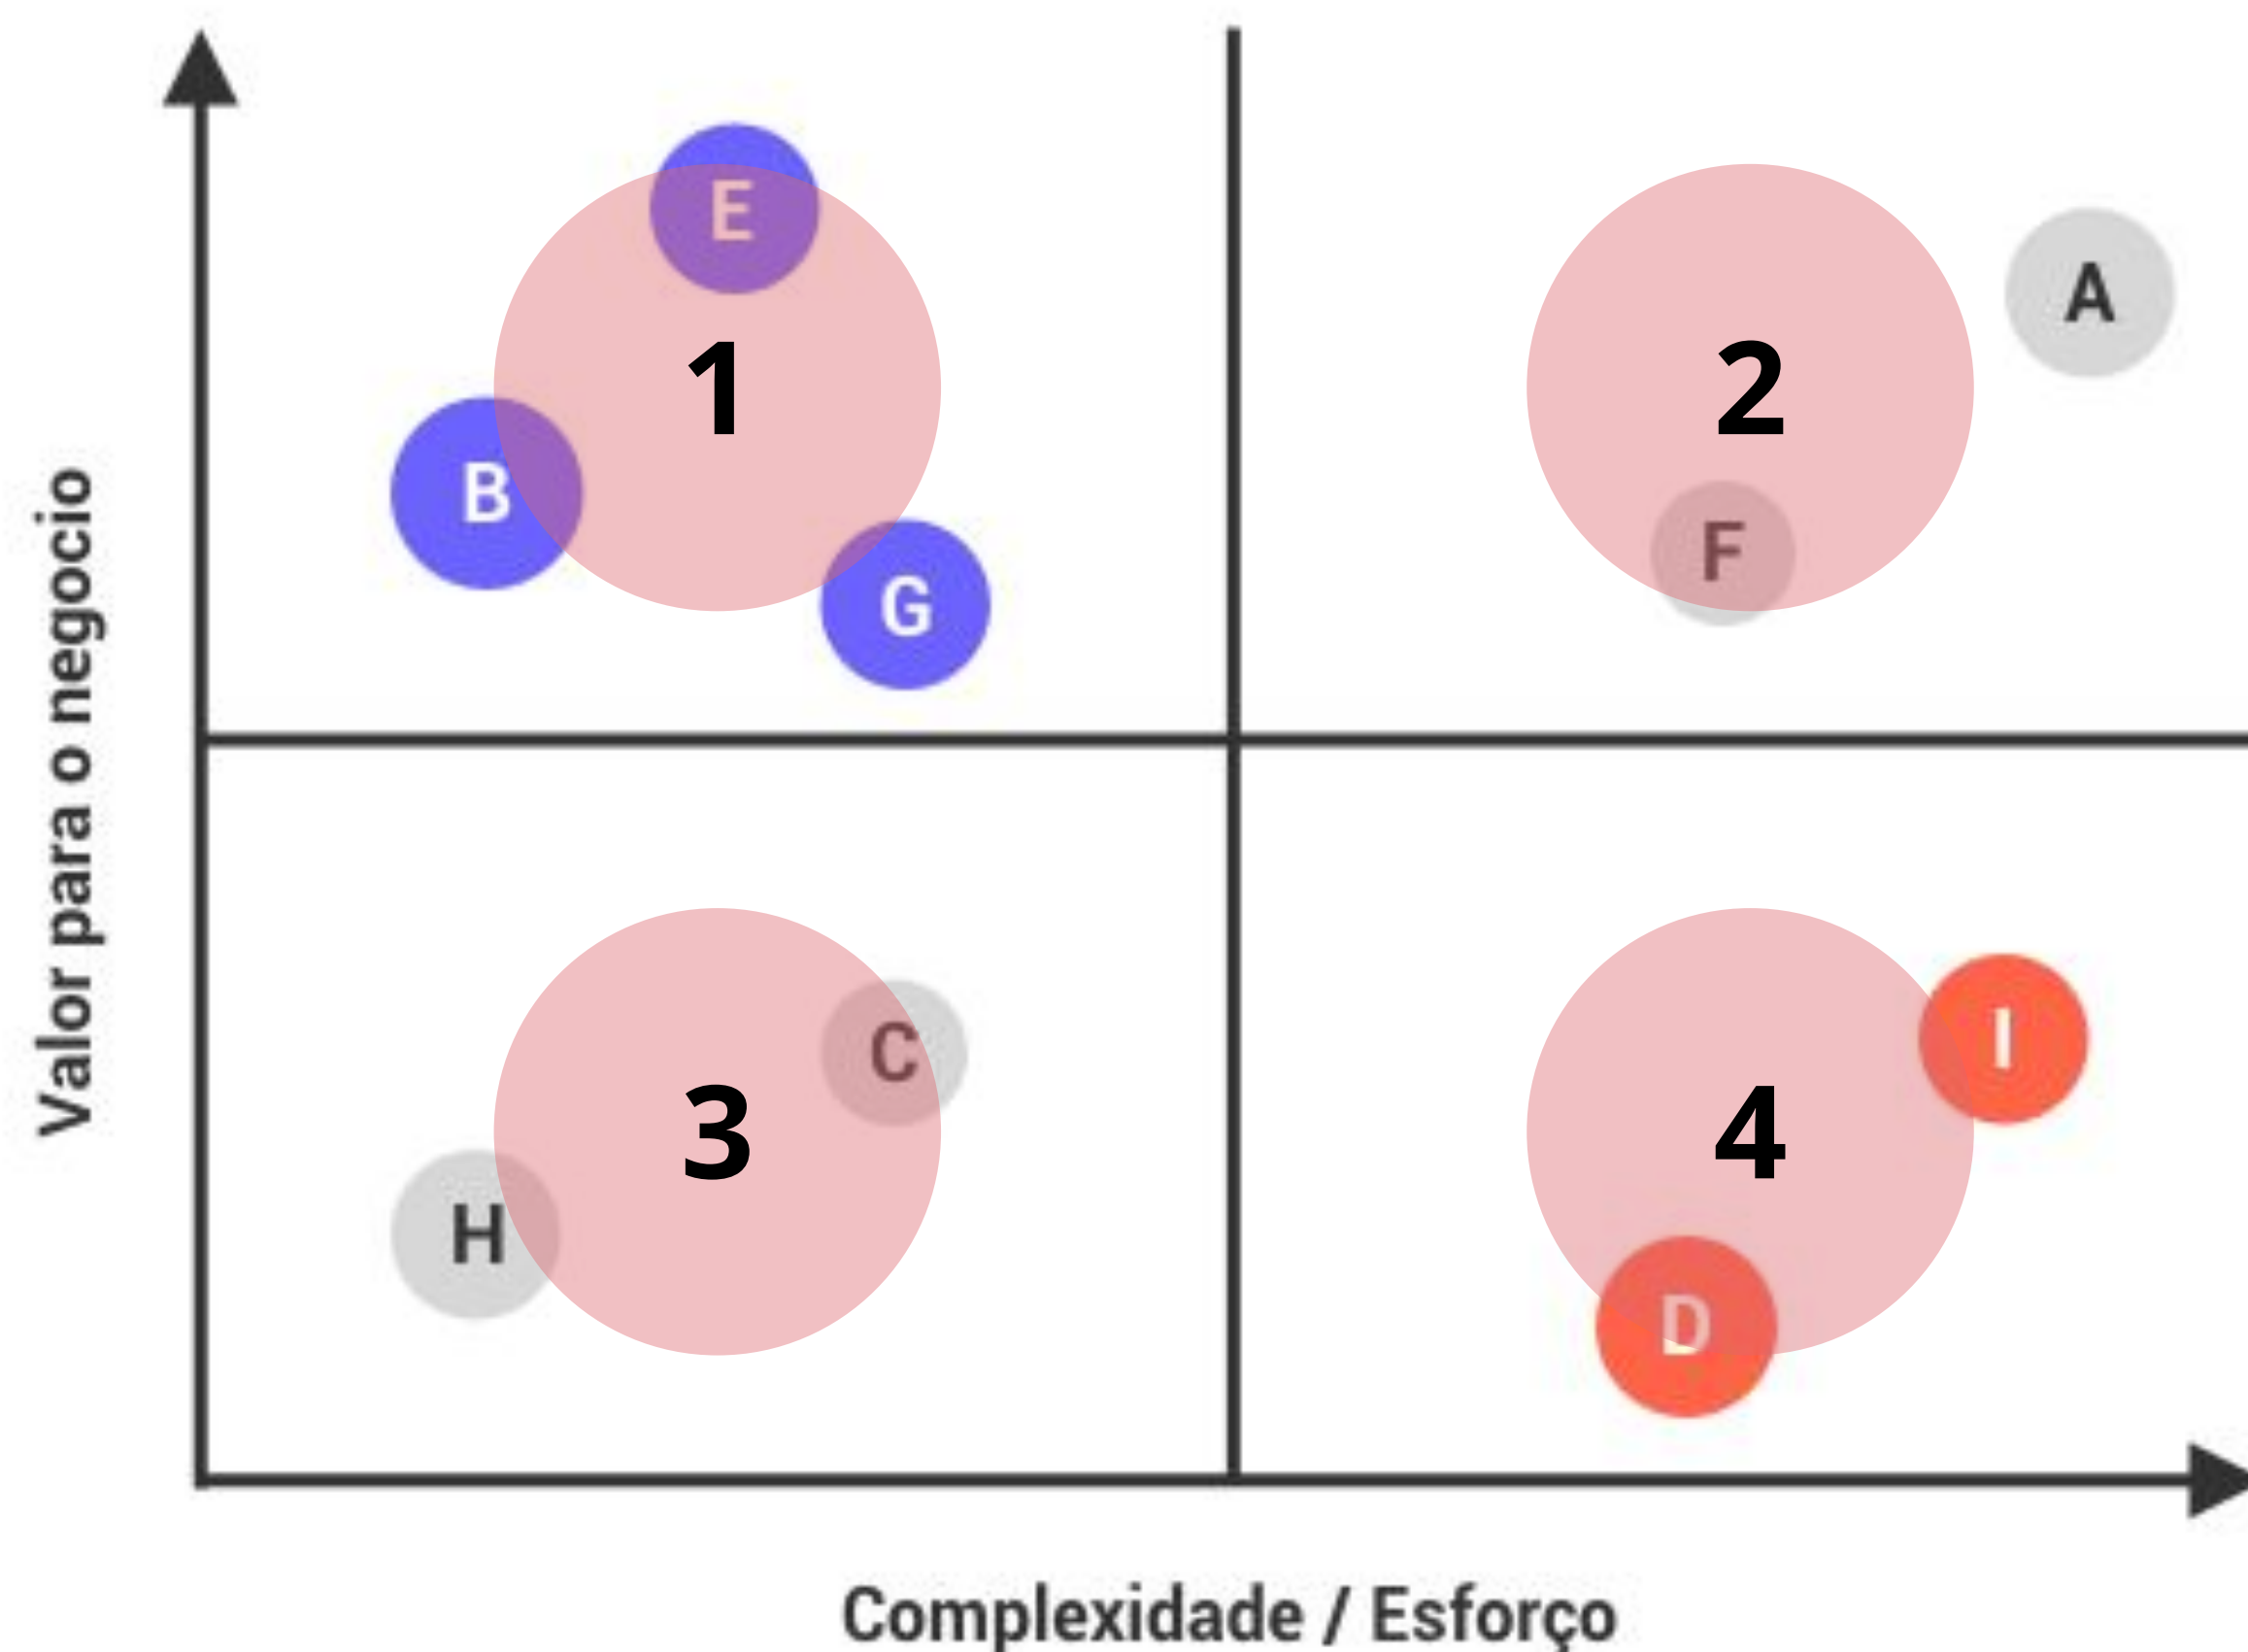 E
A
1
2
B
F
G
Valor para o negocio
C
I
3
4
H
D
Complexidade / Esforço